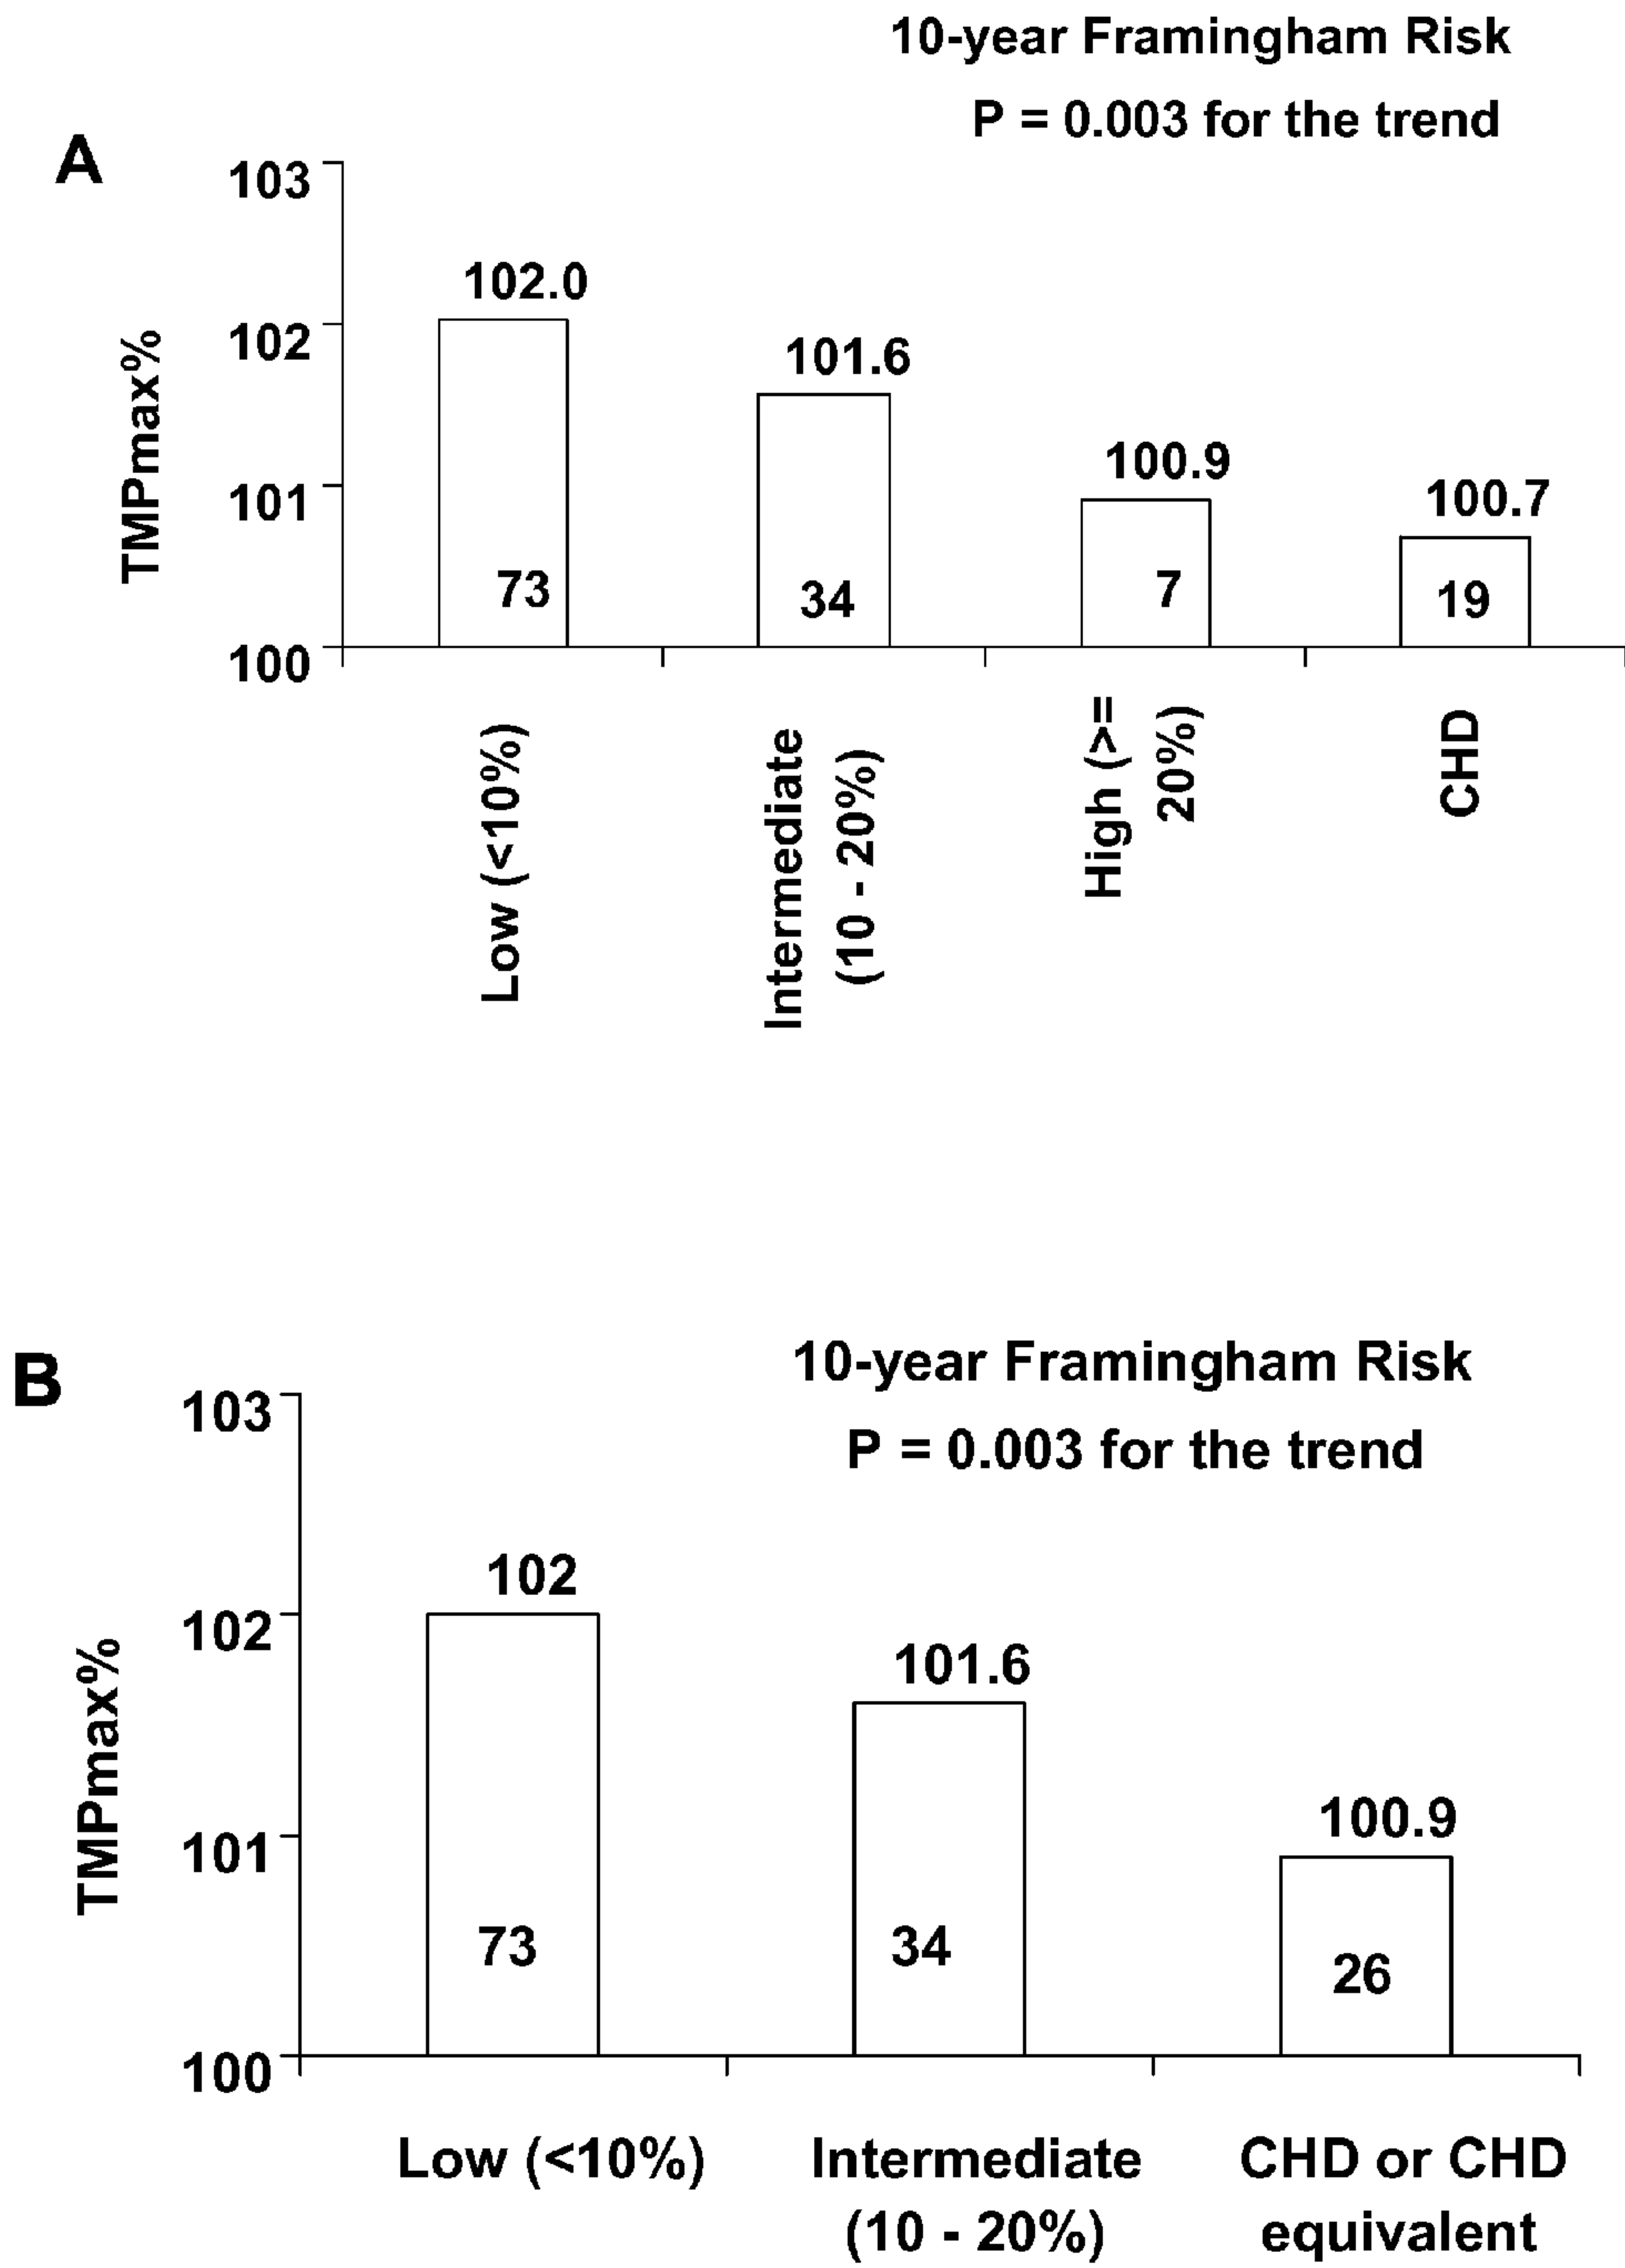 10-year Framingham Risk
P = 0.003 for the trend
A
103
102
101
100
TMPmax%
102.0
101.6
100.9
100.7
73
34
7
19
Low (<10%)
Intermediate
(10 - 20%)
High (>=
20%)
CHD
B
10-year Framingham Risk
P = 0.003 for the trend
103
102
101
100
TMPmax%
102
101.6
100.9
73
34
26
Low (<10%)
Intermediate
(10 - 20%)
CHD or CHD
equivalent